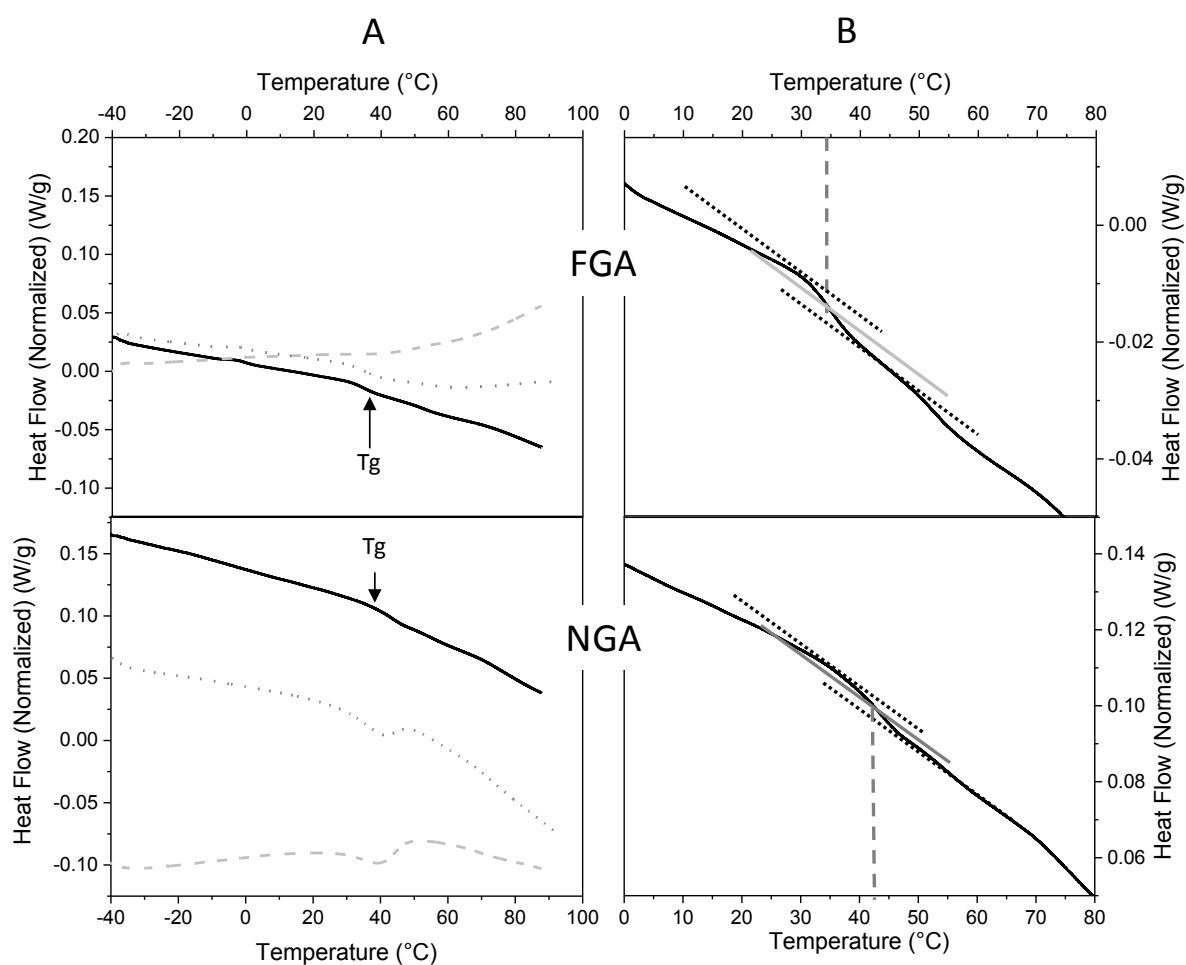 A
B
Temperature (°C)
Temperature (°C)
-40 -20 0 20 40 60 80 100
0 10 20 30 40 50 60 70 80
Heat Flow (Normalized) (W/g)
0.20
0.15
0.10
0.05
0.00
-0.05
-0.10
Tg
FGA
0.00
-0.02
-0.04
Heat Flow (Normalized) (W/g)
Heat Flow (Normalized) (W/g)
0.15
0.10
0.05
0.00
-0.05
-0.10
Tg
NGA
0.14
0.12
0.10
0.08
0.06
Heat Flow (Normalized) (W/g)
-40 -20 0 20 40 60 80 100
0 10 20 30 40 50 60 70 80
Temperature (°C)
Temperature (°C)